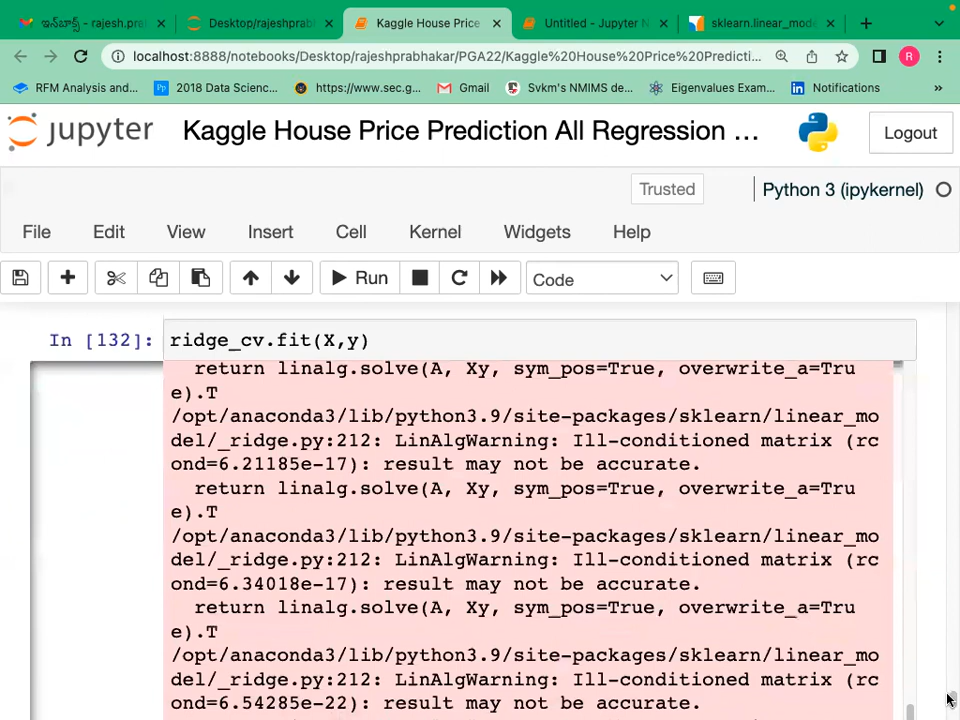 ఇన్‌బాక్స్ - rajesh.pra
Desktop/rajeshprabh
Kaggle House Price
Untitled - Jupyter N
sklearn.linear_mode
localhost:8888/notebooks/Desktop/rajeshprabhakar/PGA22/Kaggle%20House%20Price%20Predicti...
R
RFM Analysis and...
2018 Data Scienc...
https://www.sec.g...
Gmail
Svkm's NMIMS de...
Eigenvalues Exam...
Notifications
»
jupyter
Kaggle House Price Prediction All Regression ...
Logout
Trusted
Python 3 (ipykernel)
File Edit View Insert Cell Kernel Widgets Help
Run
Code
In [132]: ridge_cv.fit(X,y)
return linalg.solve(A, Xy, sym_pos=True, overwrite_a=Tru
e).T
/opt/anaconda3/lib/python3.9/site-packages/sklearn/linear_mo
del/_ridge.py:212: LinAlgWarning: Ill-conditioned matrix (rc
ond=6.21185e-17): result may not be accurate.
return linalg.solve(A, Xy, sym_pos=True, overwrite_a=Tru
e).T
/opt/anaconda3/lib/python3.9/site-packages/sklearn/linear_mo
del/_ridge.py:212: LinAlgWarning: Ill-conditioned matrix (rc
ond=6.34018e-17): result may not be accurate.
return linalg.solve(A, Xy, sym_pos=True, overwrite_a=Tru
e).T
/opt/anaconda3/lib/python3.9/site-packages/sklearn/linear_mo
del/_ridge.py:212: LinAlgWarning: Ill-conditioned matrix (rc
ond=6.54285e-22): result may not be accurate.